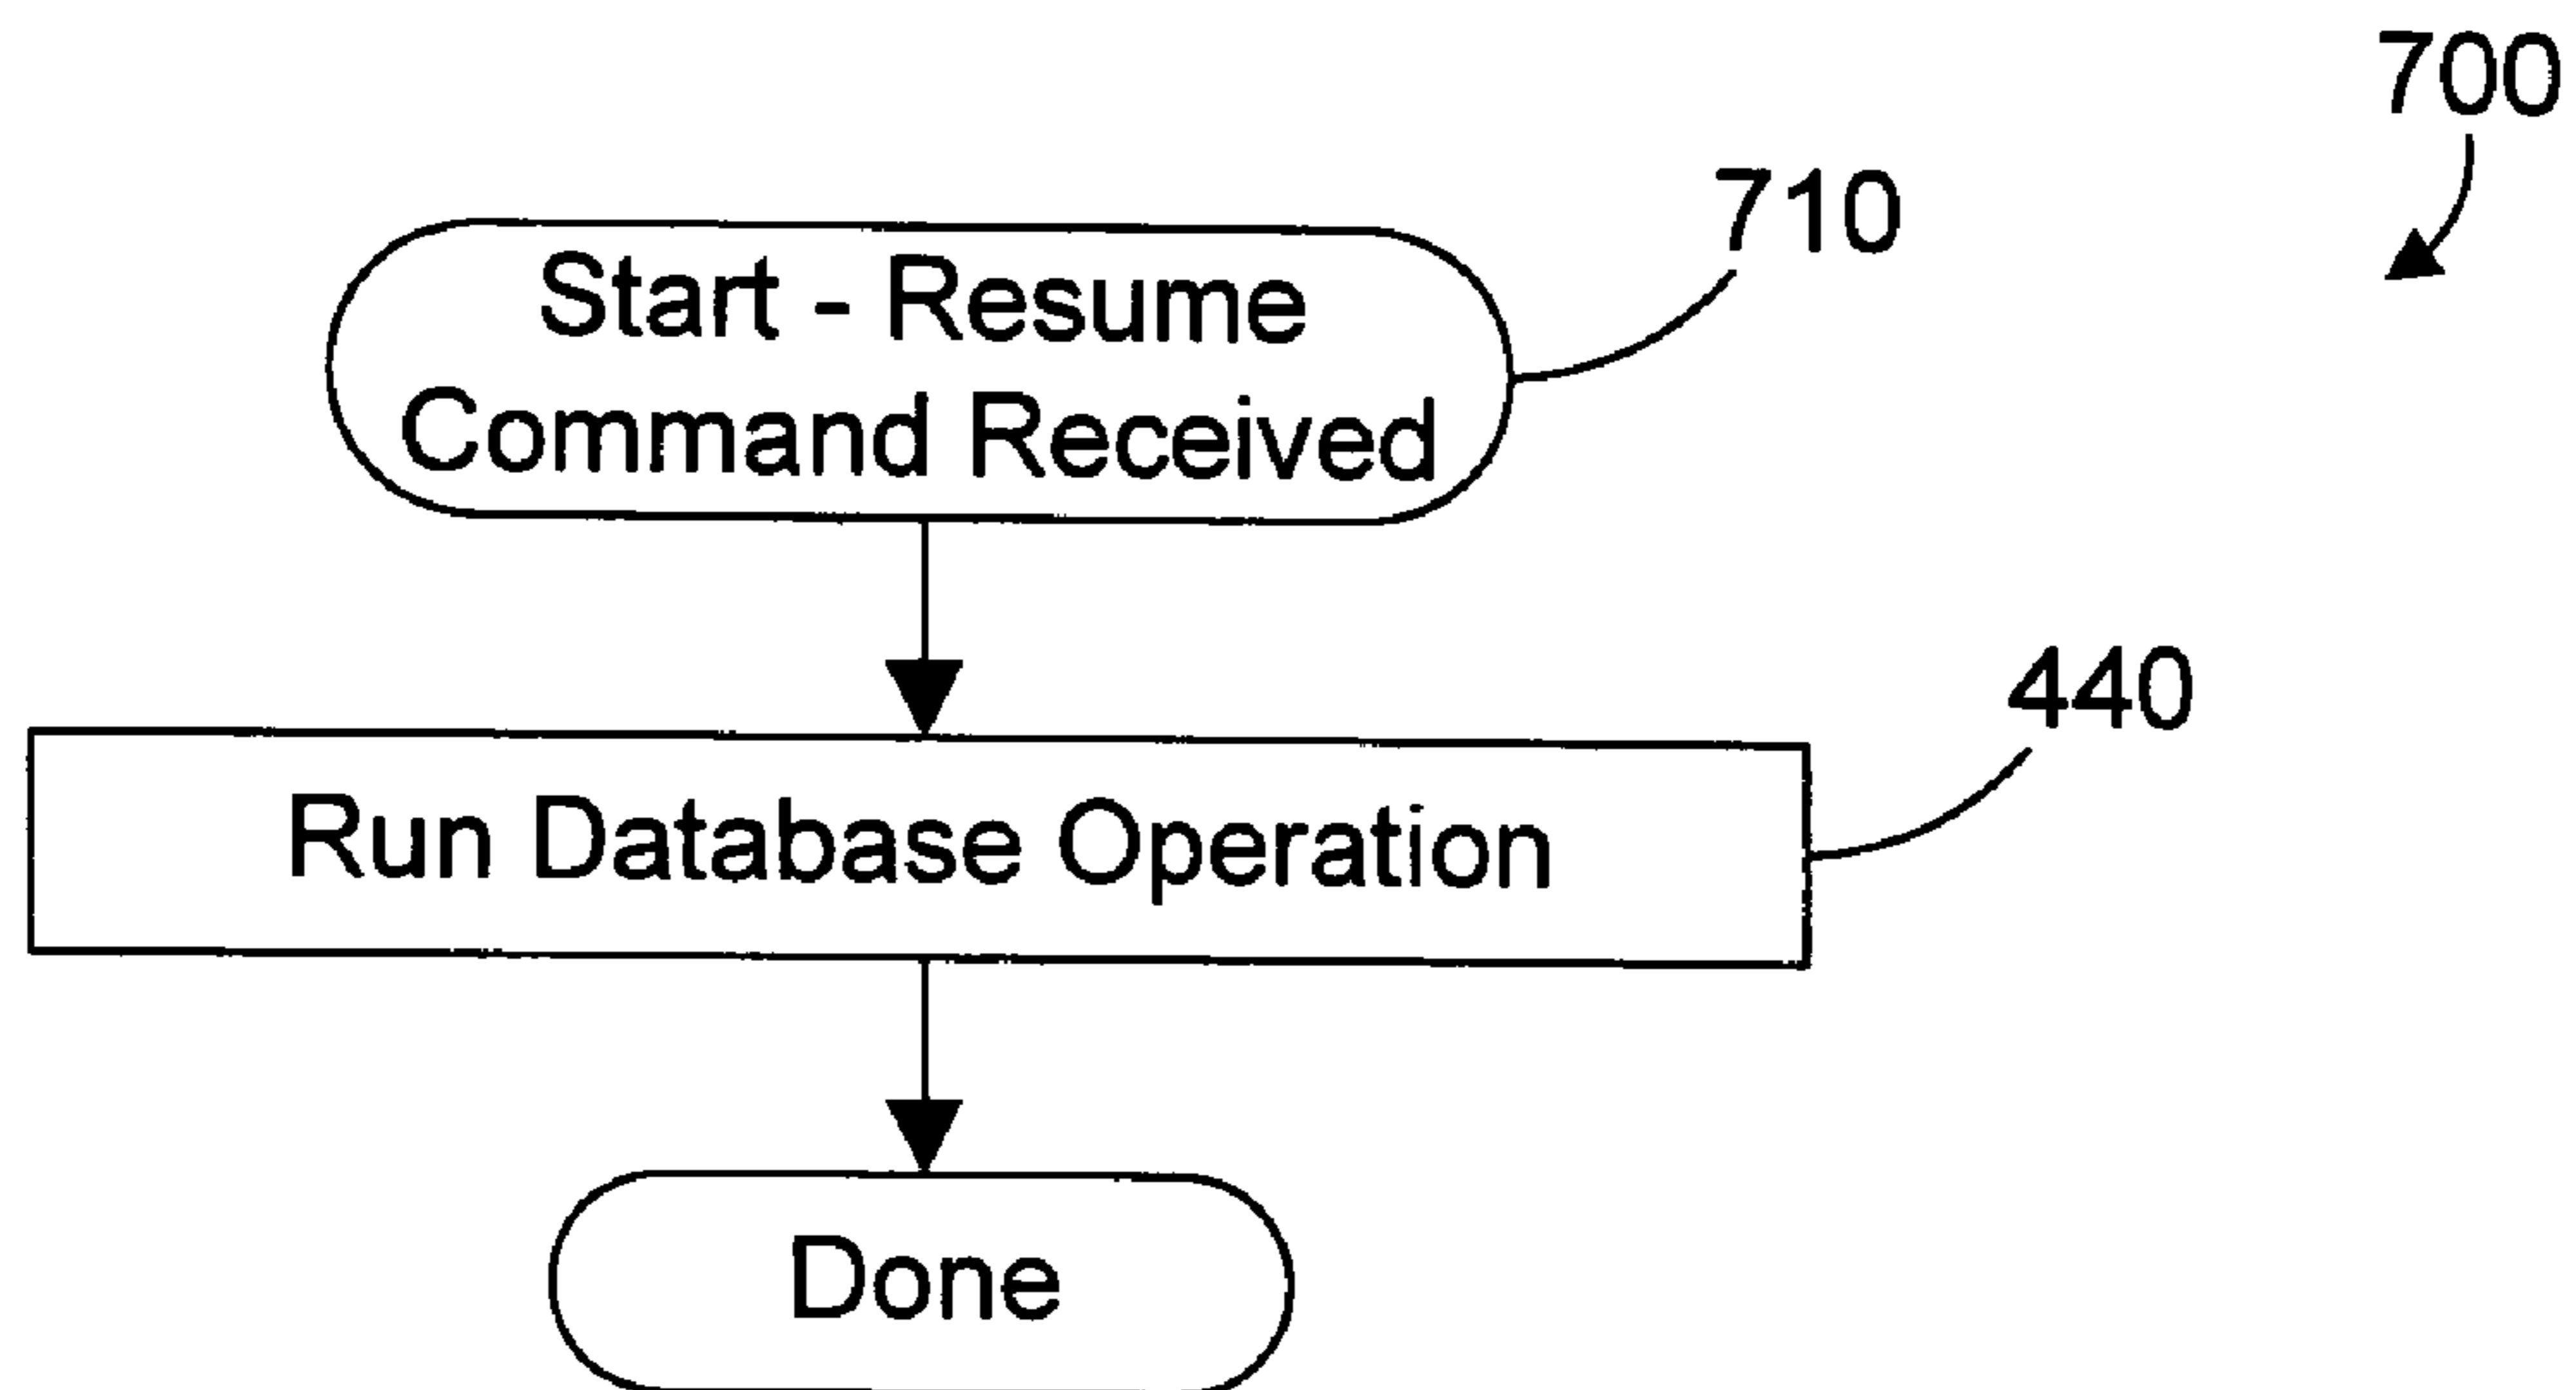 700
710
Start - Resume
Command Received
440
Run Database Operation
Done